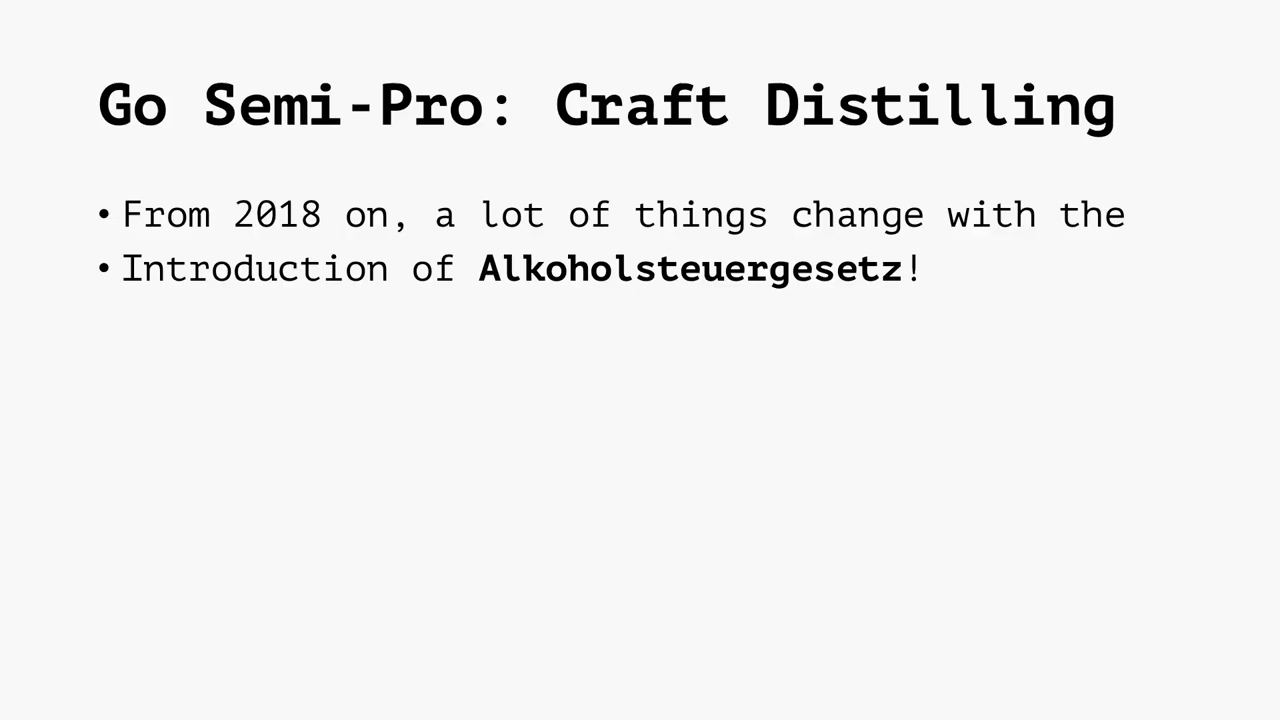 Go Semi-Pro: Craft Distilling
• From 2018 on, a lot of things change with the
• Introduction of Alkoholsteuergesetz!